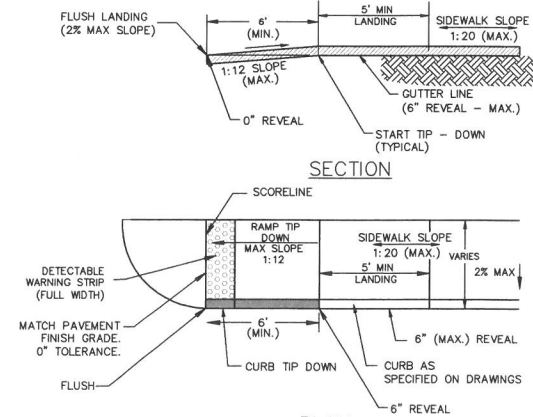 FLUSH LANDING
(2% MAX SLOPE)
6'
(MIN.)
5' MIN
LANDING
SIDEWALK SLOPE
1:20 (MAX.)
1:12 SLOPE
(MAX.)
GUTTER LINE
(6" REVEAL - MAX.)
0" REVEAL
START TIP - DOWN
(TYPICAL)
SECTION
SCORELINE
RAMP TIP
DOWN
MAX SLOPE
1:12
SIDEWALK SLOPE
1:20 (MAX.)
VARIES
2% MAX
5' MIN
LANDING
DETECTABLE
WARNING STRIP
(FULL WIDTH)
MATCH PAVEMENT
FINISH GRADE.
0" TOLERANCE.
6'
(MIN.)
6" (MAX.) REVEAL
CURB TIP DOWN
CURB AS
SPECIFIED ON DRAWINGS
FLUSH
6" REVEAL